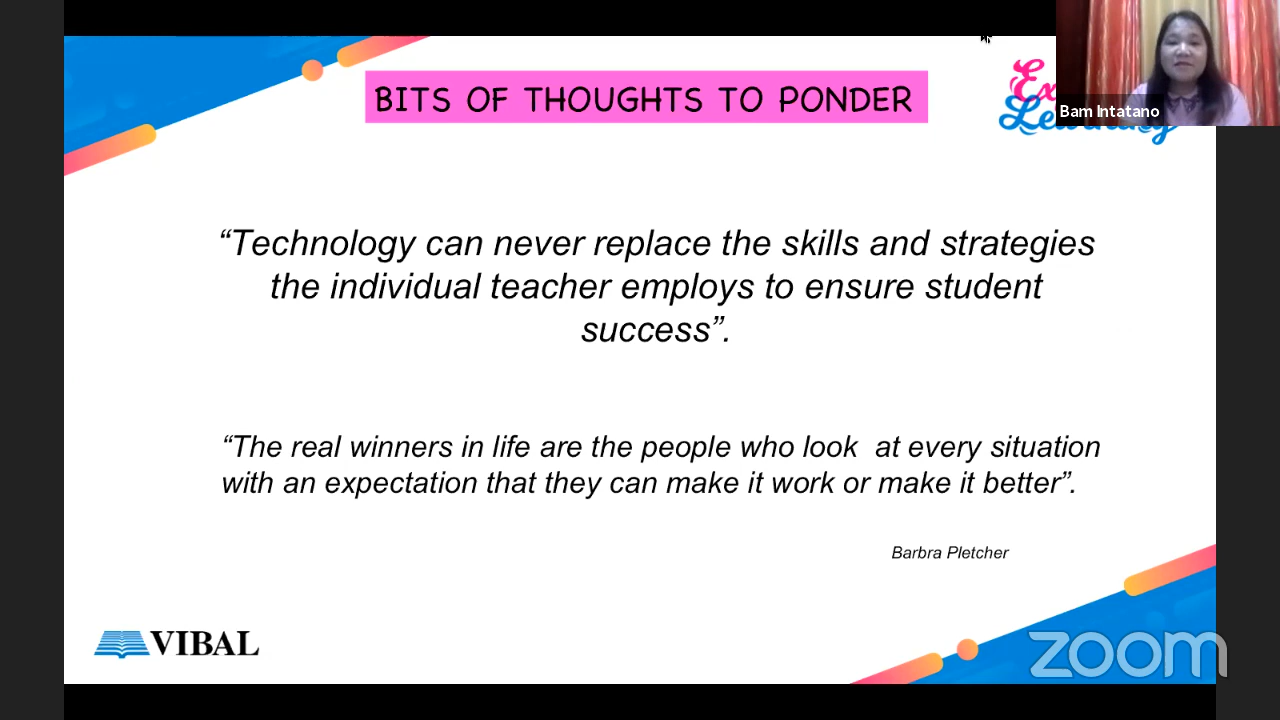 BITS OF THOUGHTS TO PONDER
Bam Intatano
“Technology can never replace the skills and strategies
the individual teacher employs to ensure student
success”.
“The real winners in life are the people who look at every situation
with an expectation that they can make it work or make it better”.
Barbra Pletcher
VIBAL
zoom